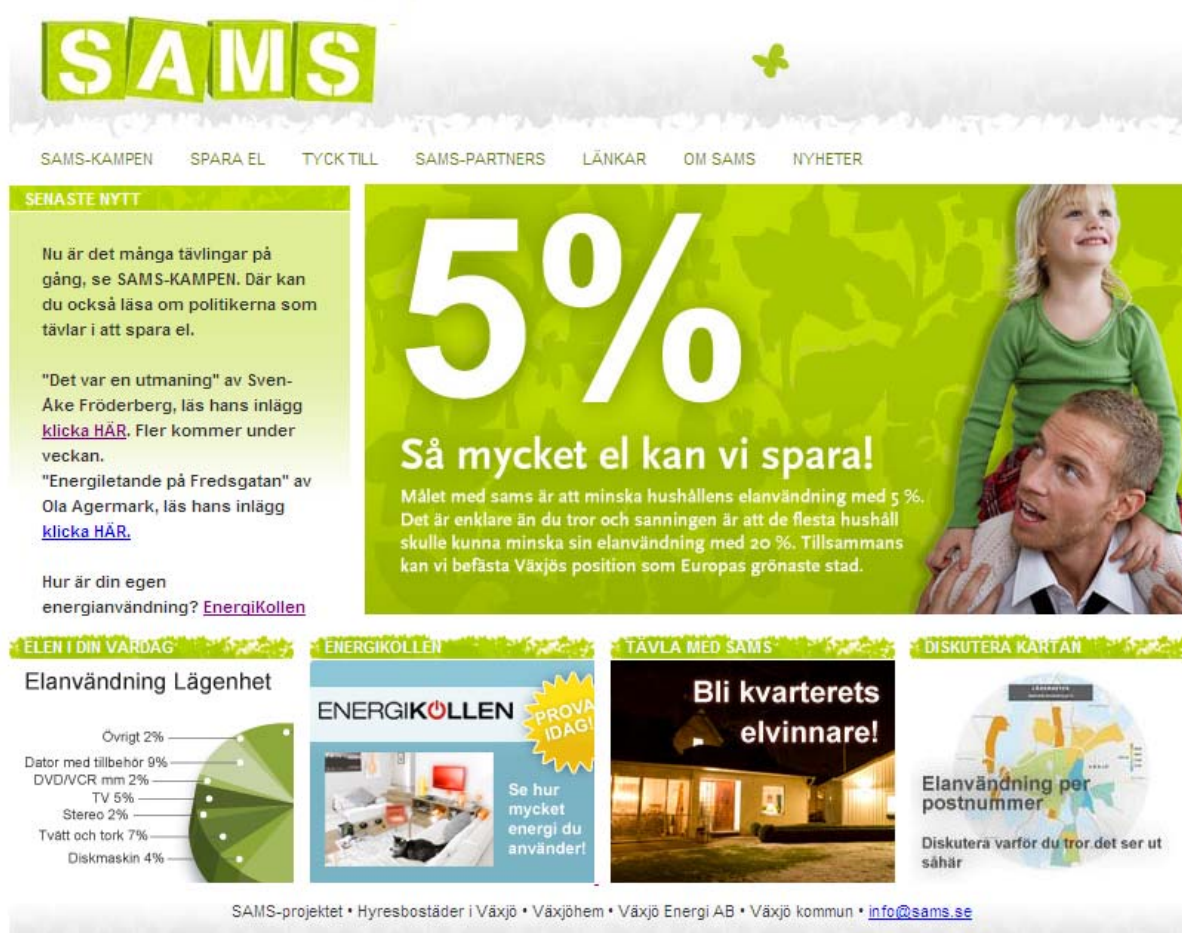 SAMS
SAMS-KAMPEN SPARA EL TYCK TILL SAMS-PARTNERS LÄNKAR OM SAMS NYHETER
SENASTE NYTT
Nu är det många tävlingar på
gång, se SAMS-KAMPEN. Där kan
du också läsa om politikerna som
tävlar i att spara el.
"Det var en utmaning" av Sven-
Åke Fröderberg, läs hans inlägg
klicka HÄR. Fler kommer under
veckan.
"Energiletande på Fredsgatan" av
Ola Agermark, läs hans inlägg
klicka HÄR.
Hur är din egen
energianvändning? EnergiKollen
5%
Så mycket el kan vi spara!
Målet med sams är att minska hushållens elanvändning med 5 %.
Det är enklare än du tror och sanningen är att de flesta hushåll
skulle kunna minska sin elanvändning med 20 %. Tillsammans
kan vi befästa Växjös position som Europas grönaste stad.
ELEN I DIN VARDAG
Elanvändning Lägenhet
Övrigt 2%
Dator med tillbehör 9%
DVD/VCR mm 2%
TV 5%
Stereo 2%
Tvätt och tork 7%
Diskmaskin 4%
ENERGIKOLLEN
ENERGIKOLLEN
PROVA
IDAG!
Se hur
mycket
energi du
använder!
TÄVLA MED SAMS
Bli kvarterets
elvinnare!
DISKUTERA KARTAN
VÄXJÖ
Elanvändning per
postnummer
Diskutera varför du tror det ser ut
såhär
SAMS-projektet • Hyresbostäder i Växjö • Växjöhem • Växjö Energi AB • Växjö kommun • info@sams.se